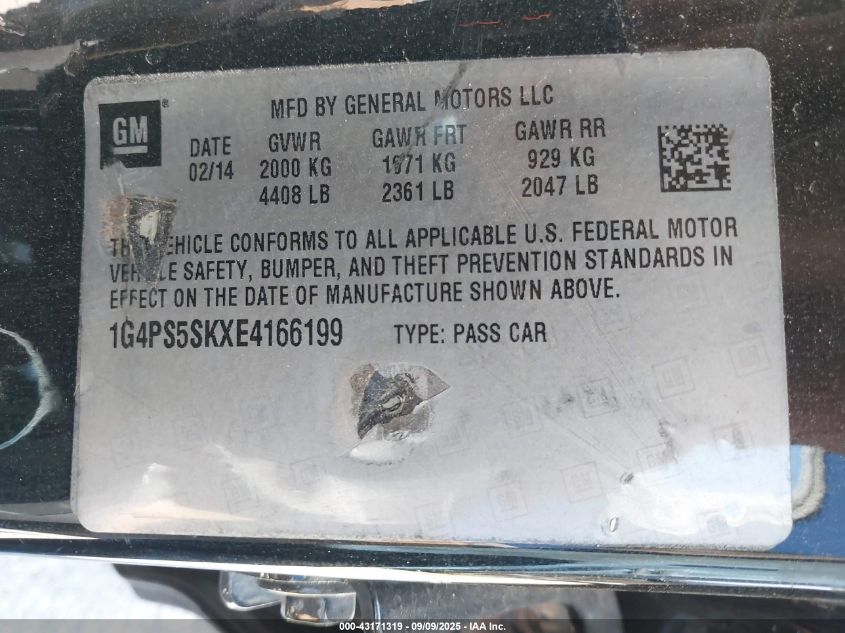 GM ®
MFD BY GENERAL MOTORS LLC
DATE GVWR GAWR FRT GAWR RR
02/14 2000 KG 1071 KG 929 KG
4408 LB 2361 LB 2047 LB
VEHICLE CONFORMS TO ALL APPLICABLE U.S. FEDERAL MOTOR
VEHICLE SAFETY, BUMPER, AND THEFT PREVENTION STANDARDS IN
EFFECT ON THE DATE OF MANUFACTURE SHOWN ABOVE.
1G4PS5SKXE4166199 TYPE: PASS CAR
000-43171319 - 09/09/2025 - IAA Inc.